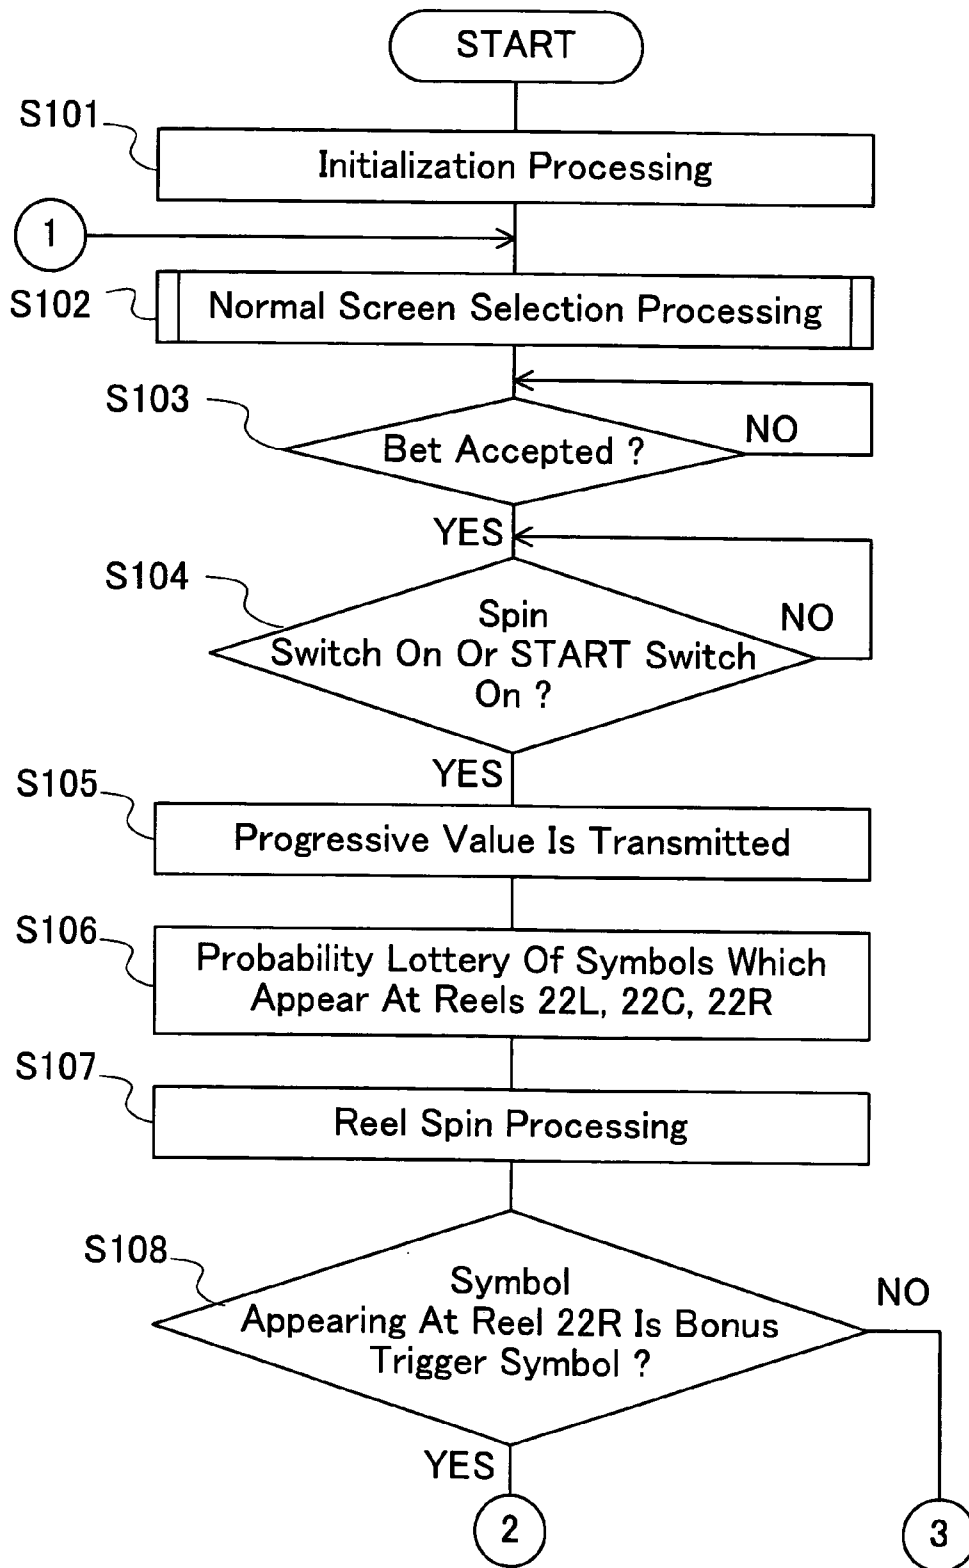 START
S101
Initialization Processing
1
S102
Normal Screen Selection Processing
S103
Bet Accepted ?
NO
YES
S104
Spin
Switch On Or START Switch
On ?
NO
YES
S105
Progressive Value Is Transmitted
S106
Probability Lottery Of Symbols Which
Appear At Reels 22L, 22C, 22R
S107
Reel Spin Processing
S108
Symbol
Appearing At Reel 22R Is Bonus
Trigger Symbol ?
NO
YES
2
3